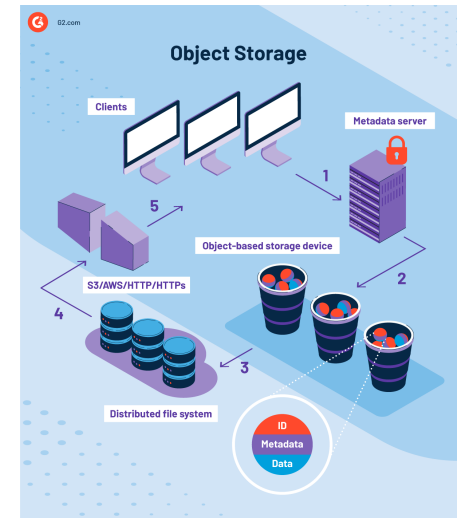 G2.com
Object Storage
Clients
Metadata server
1
5
Object-based storage device
2
S3/AWS/HTTP/HTTPs
4
3
Distributed file system
ID
Metadata
Data